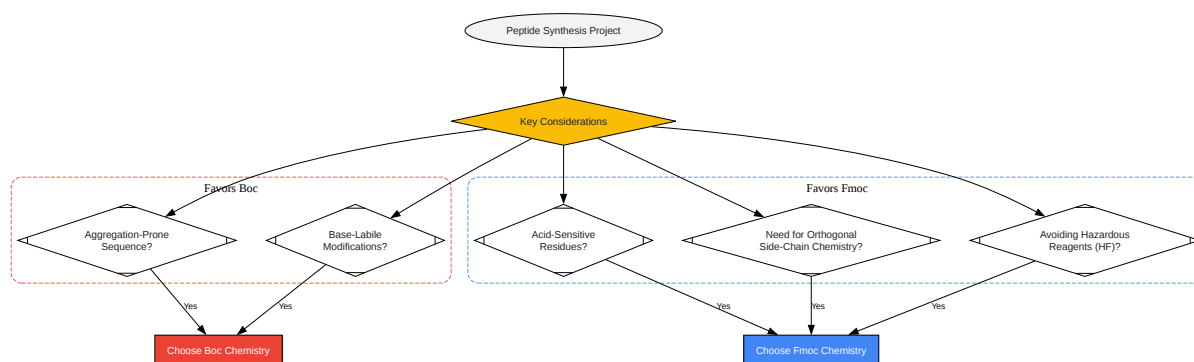 Peptide Synthesis Project
Key Considerations
Favors Boc
Favors Fmoc
Aggregation-Prone
Sequence?
Base-Labile
Modifications?
Acid-Sensitive
Residues?
Need for Orthogonal
Side-Chain Chemistry?
Avoiding Hazardous
Reagents (HF)?
Yes
Yes
Yes
Yes
Yes
Choose Boc Chemistry
Choose Fmoc Chemistry